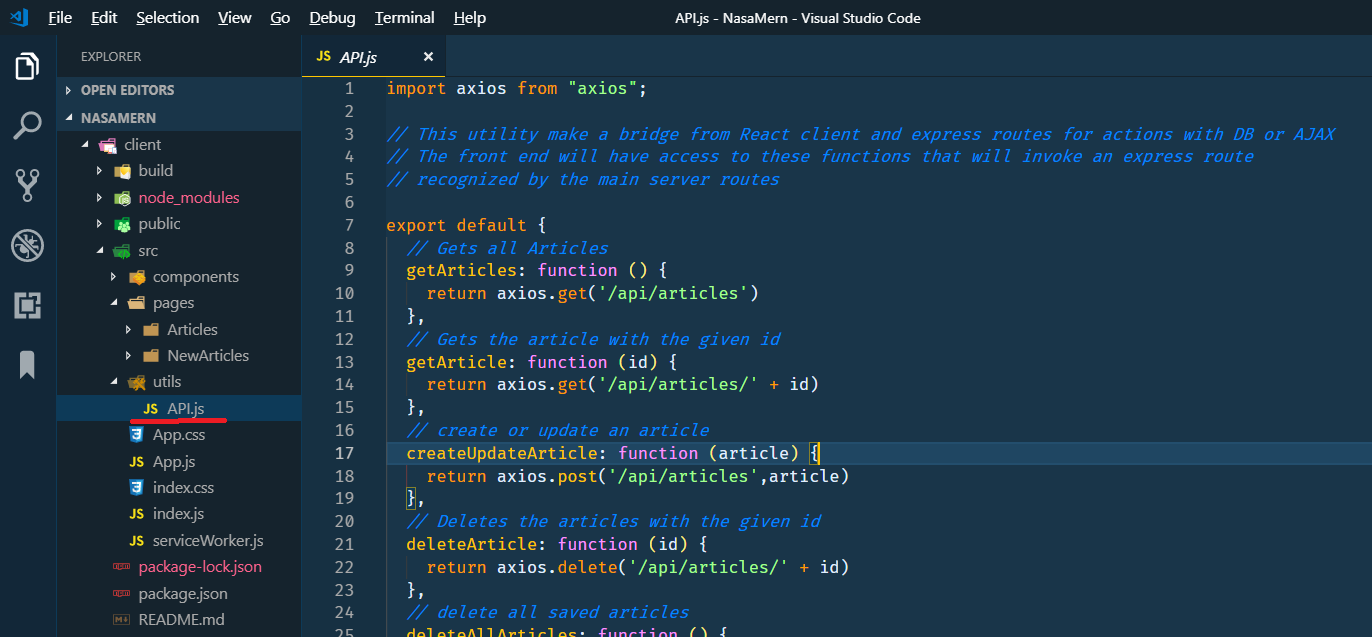 File Edit Selection View Go Debug Terminal Help
API.js - NasaMern - Visual Studio Code
EXPLORER
OPEN EDITORS
NASAMERN
client
build
node_modules
public
src
components
pages
Articles
NewArticles
utils
JS API.js
App.css
JS App.js
index.css
JS index.js
JS serviceWorker.js
package-lock.json
package.json
README.md
JS API.js
1 import axios from "axios";
2
3 // This utility make a bridge from React client and express routes for actions with DB or AJAX
4 // The front end will have access to these functions that will invoke an express route
5 // recognized by the main server routes
6
7 export default {
8 // Gets all Articles
9 getArticles: function () {
10 return axios.get('/api/articles')
11 },
12 // Gets the article with the given id
13 getArticle: function (id) {
14 return axios.get('/api/articles/' + id)
15 },
16 // create or update an article
17 createUpdateArticle: function (article) {
18 return axios.post('/api/articles',article)
19 },
20 // Deletes the articles with the given id
21 deleteArticle: function (id) {
22 return axios.delete('/api/articles/' + id)
23 },
24 // delete all saved articles
25 deleteAllArticles: function () {